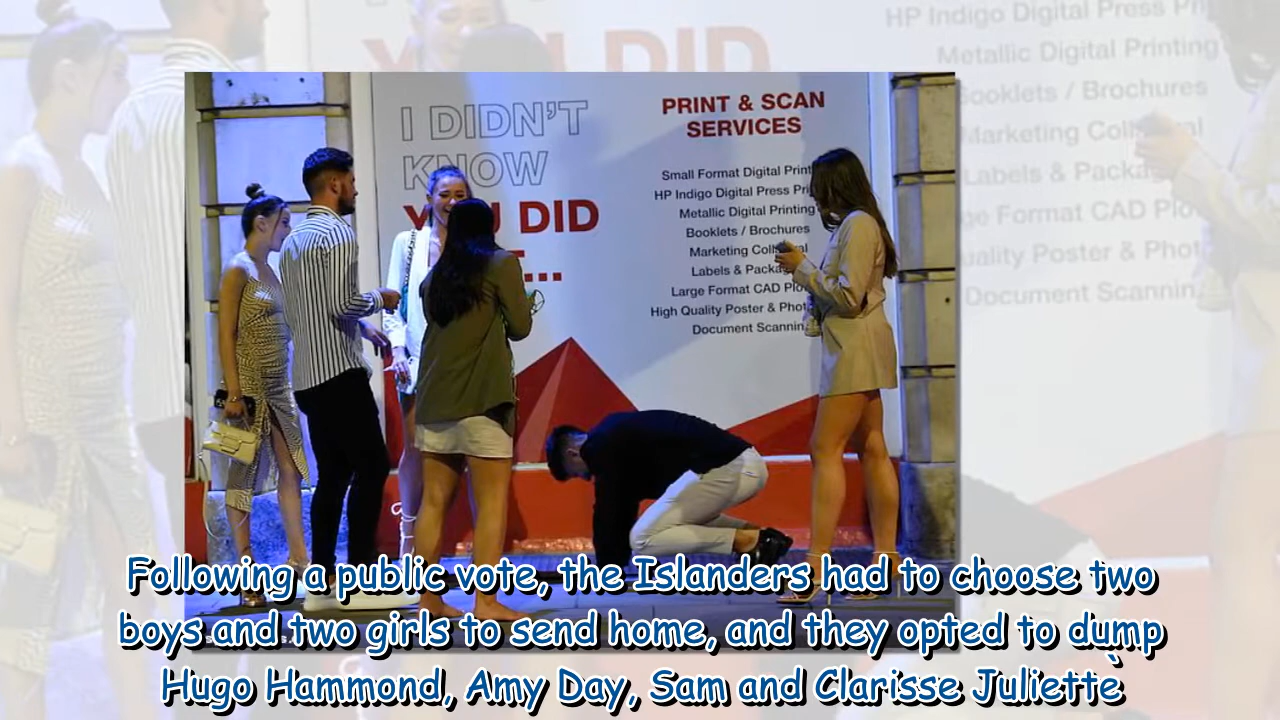 I DIDN'T
KNOW
YOU DID
...
PRINT & SCAN
SERVICES
Small Format Digital Print
HP Indigo Digital Press Pri
Metallic Digital Printing
Booklets / Brochures
Marketing Coll
Labels & Packa
Large Format CAD Plo
High Quality Poster & Phot
Document Scannin
Following a public vote, the Islanders had to choose two
boys and two girls to send home, and they opted to dump
Hugo Hammond, Amy Day, Sam and Clarisse Juliettè